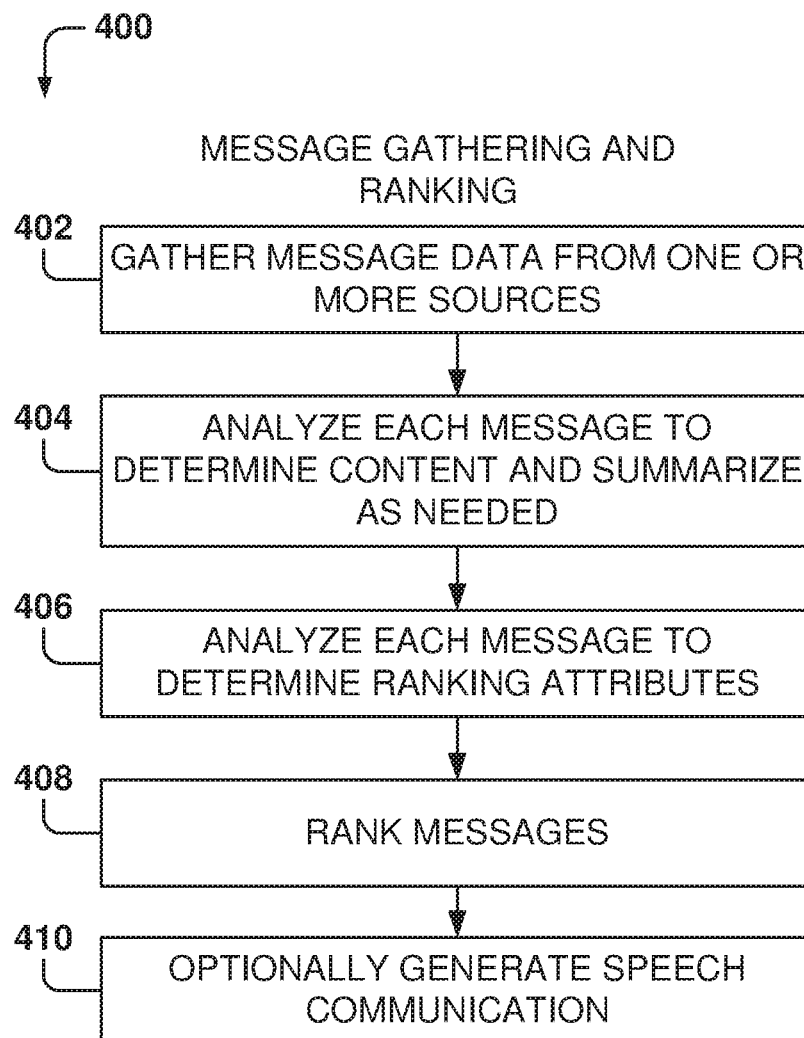 400
MESSAGE GATHERING AND
RANKING
402
GATHER MESSAGE DATA FROM ONE OR
MORE SOURCES
404
ANALYZE EACH MESSAGE TO
DETERMINE CONTENT AND SUMMARIZE
AS NEEDED
406
ANALYZE EACH MESSAGE TO
DETERMINE RANKING ATTRIBUTES
408
RANK MESSAGES
410
OPTIONALLY GENERATE SPEECH
COMMUNICATION